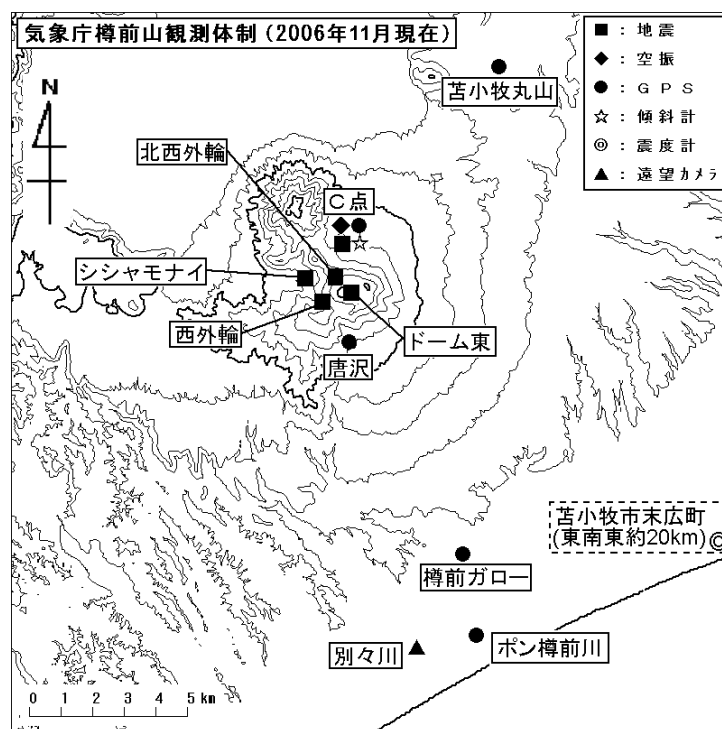 気象庁樽前山観測体制（2006年11月現在）
■：地震
◆：空振
●：ＧＰＳ
☆：傾斜計
◎：震度計
▲：遠望カメラ
N
苫小牧丸山
北西外輪
Ｃ点
シシャモナイ
西外輪
ドーム東
唐沢
苫小牧市末広町
(東南東約20km)
樽前ガロー
別々川
ポン樽前川
0 1 2 3 4 5 km